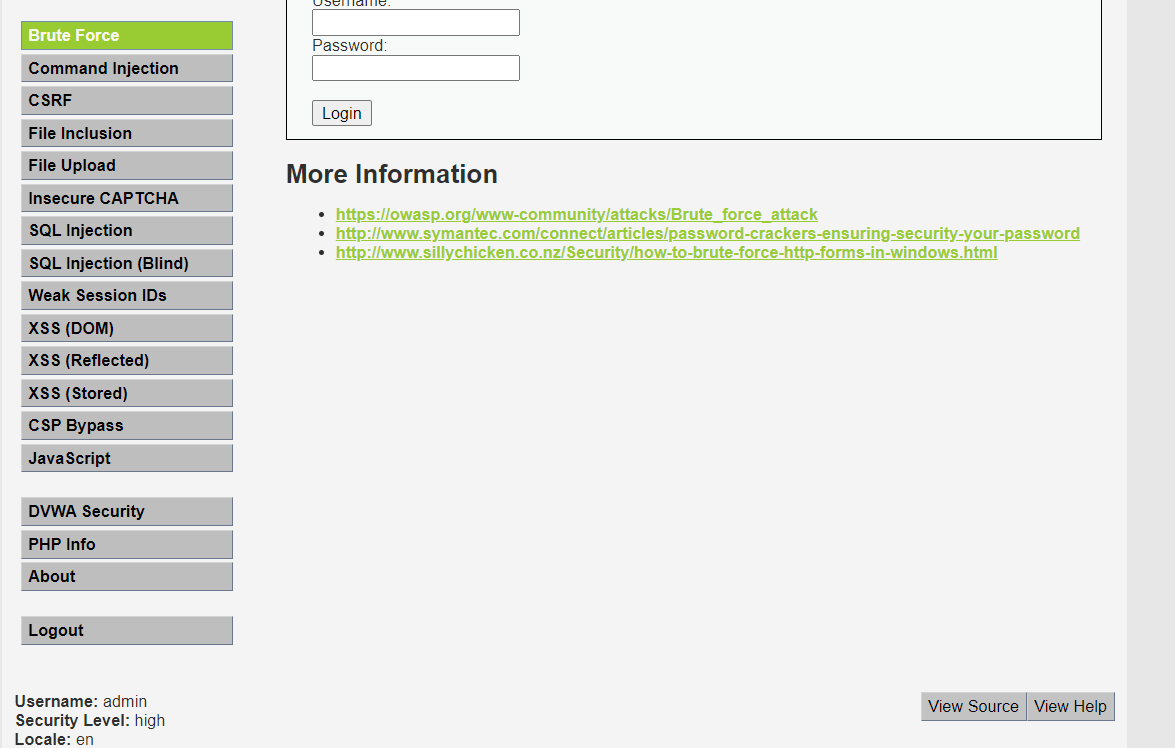 Username:
Password:
Login
More Information
https://owasp.org/www-community/attacks/Brute_force_attack
http://www.symantec.com/connect/articles/password-crackers-ensuring-security-your-password
http://www.sillychicken.co.nz/Security/how-to-brute-force-http-forms-in-windows.html
Brute Force
Command Injection
CSRF
File Inclusion
File Upload
Insecure CAPTCHA
SQL Injection
SQL Injection (Blind)
Weak Session IDs
XSS (DOM)
XSS (Reflected)
XSS (Stored)
CSP Bypass
JavaScript
DVWA Security
PHP Info
About
Logout
Username: admin
Security Level: high
Locale: en
View Source
View Help